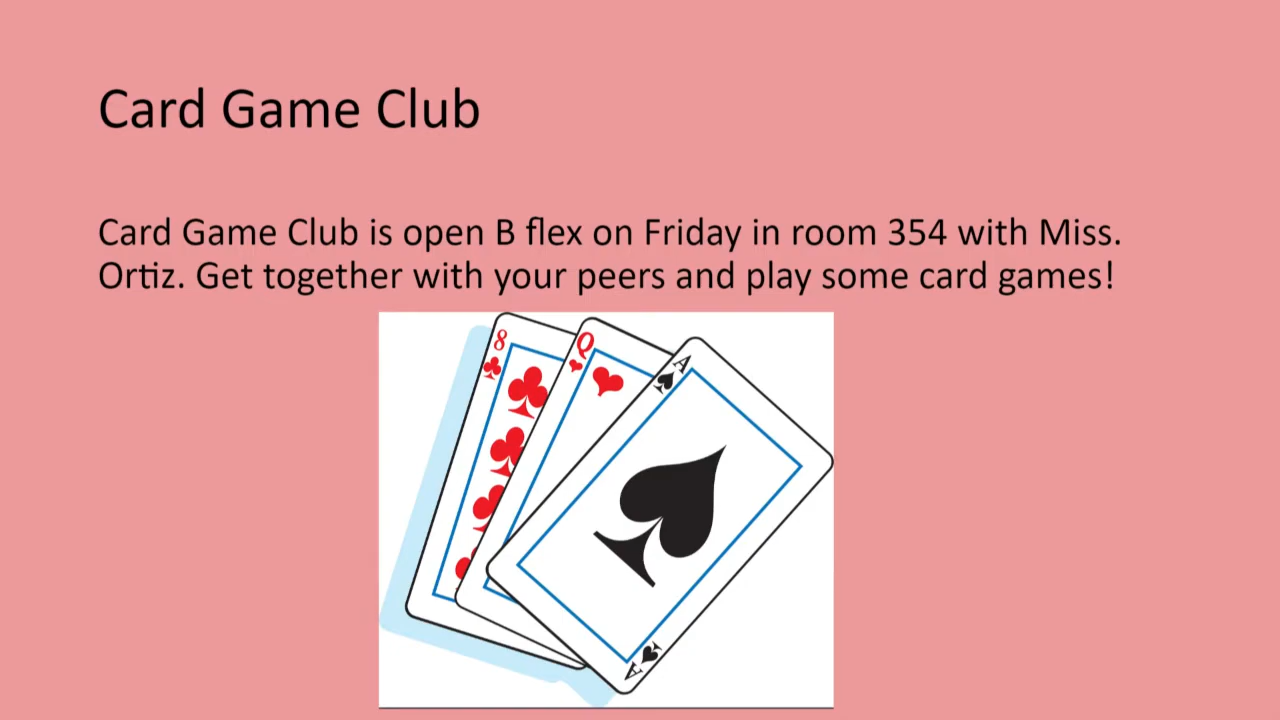 Card Game Club
Card Game Club is open B flex on Friday in room 354 with Miss.
Ortiz. Get together with your peers and play some card games!
8
Q
A
A